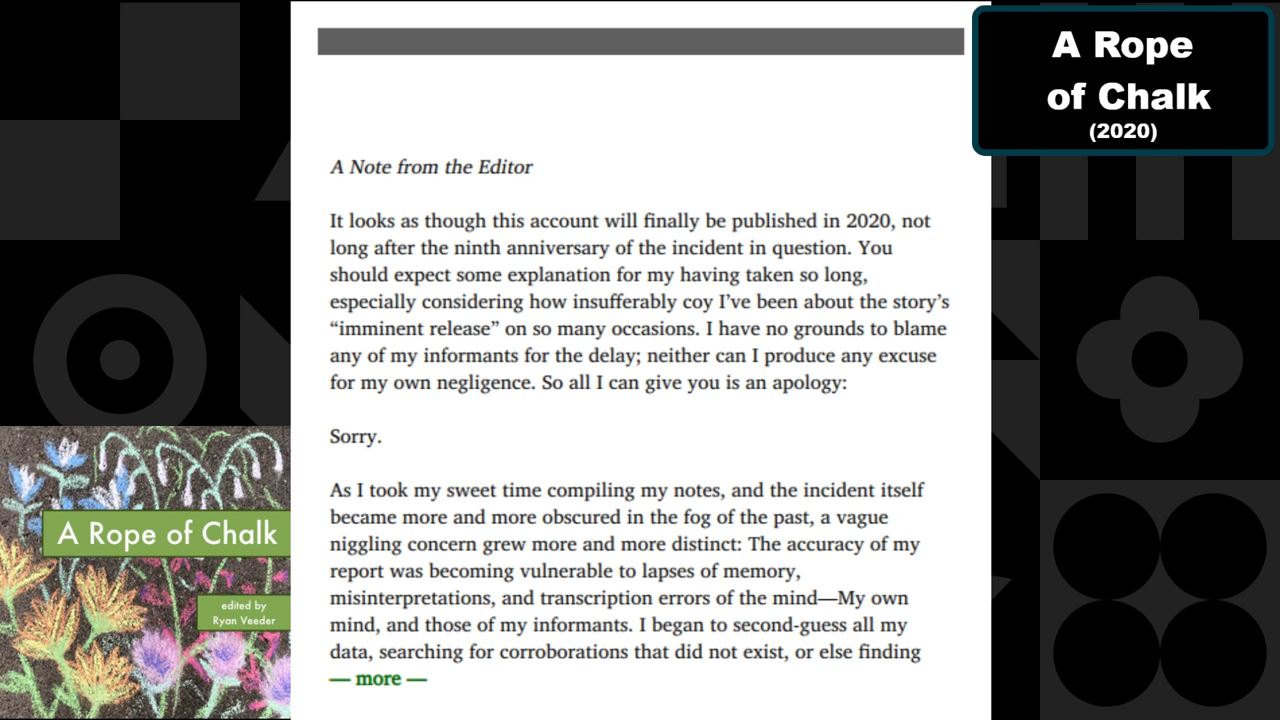 A Rope
of Chalk
(2020)
A Note from the Editor
It looks as though this account will finally be published in 2020, not
long after the ninth anniversary of the incident in question. You
should expect some explanation for my having taken so long,
especially considering how insufferably coy I’ve been about the story’s
“imminent release” on so many occasions. I have no grounds to blame
any of my informants for the delay; neither can I produce any excuse
for my own negligence. So all I can give you is an apology:
Sorry.
As I took my sweet time compiling my notes, and the incident itself
became more and more obscured in the fog of the past, a vague
niggling concern grew more and more distinct: The accuracy of my
report was becoming vulnerable to lapses of memory,
misinterpretations, and transcription errors of the mind—My own
mind, and those of my informants. I began to second-guess all my
data, searching for corroborations that did not exist, or else finding
— more —
A Rope of Chalk
edited by
Ryan Veeder